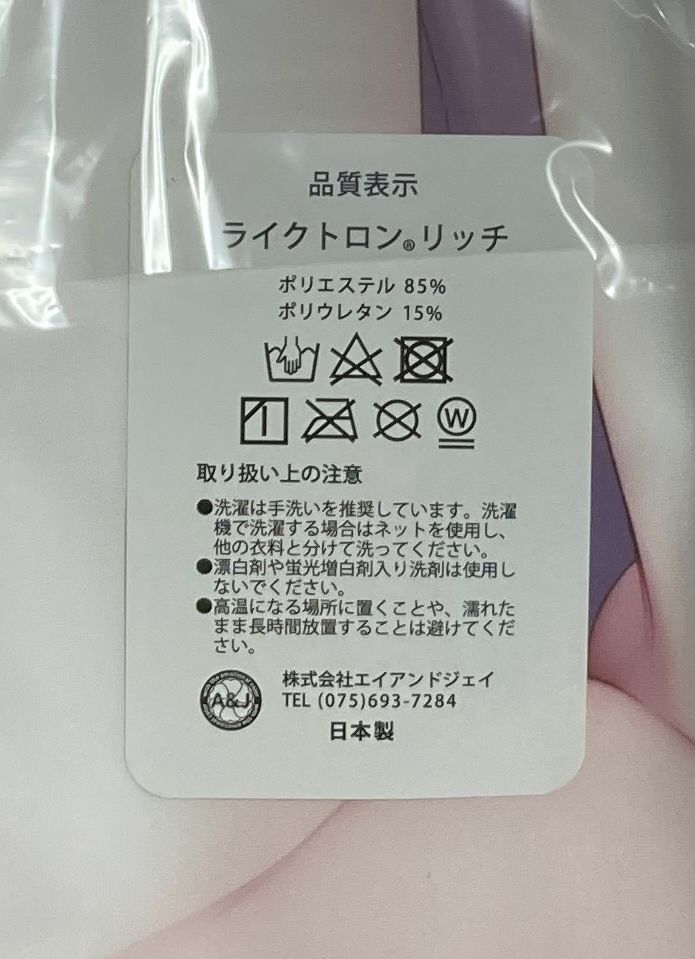 品質表示
ライクトロン®リッチ
ポリエステル 85%
ポリウレタン 15%
W
取り扱い上の注意
●洗濯は手洗いを推奨しています。洗濯
機で洗濯する場合はネットを使用し、
他の衣料と分けて洗ってください。
●漂白剤や蛍光増白剤入り洗剤は使用し
ないでください。
●高温になる場所に置くことや、濡れた
まま長時間放置することは避けてくだ
さい。
A&J
株式会社エイアンドジェイ
TEL (075)693-7284
日本製